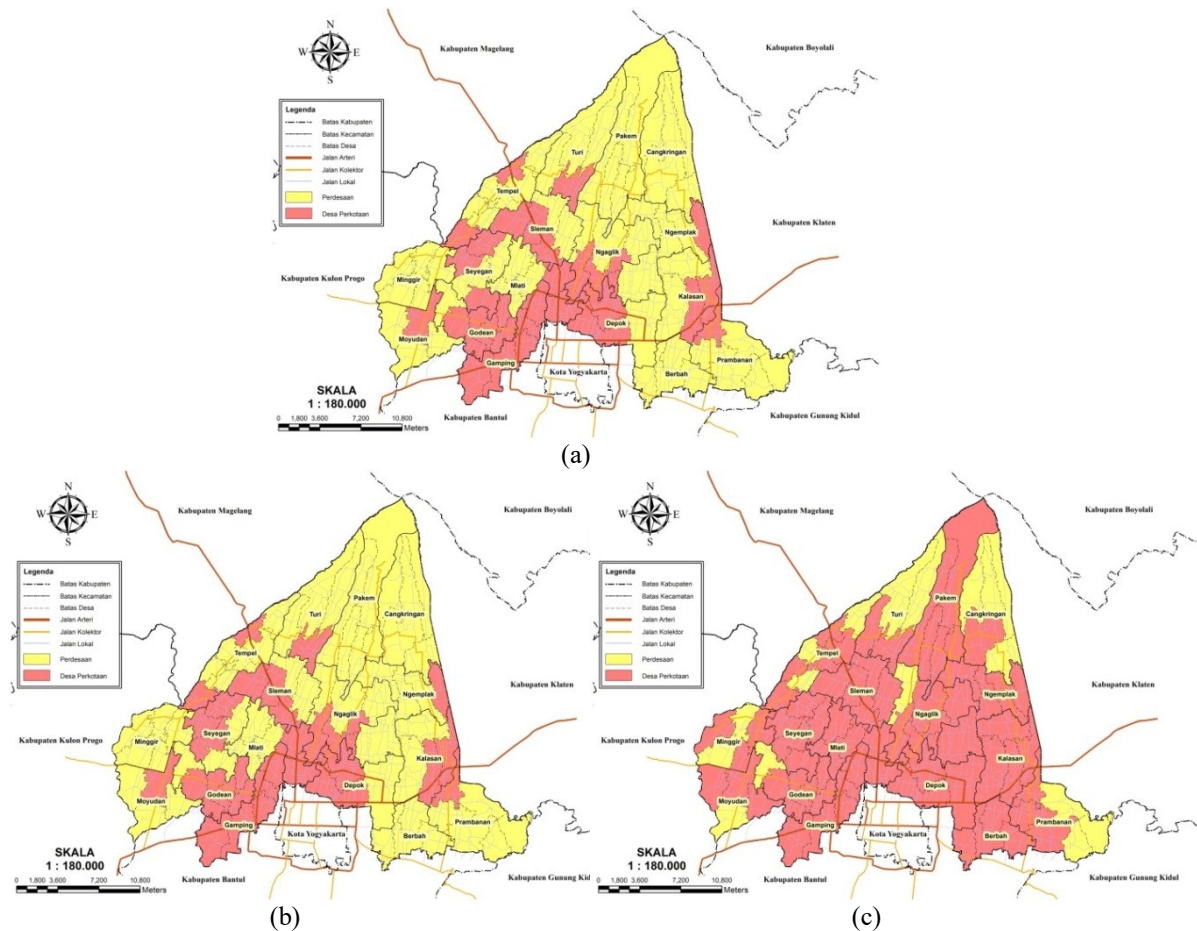 N
W E
S
Kabupaten Magelang
Kabupaten Boyolali
Legenda
Batas Kabupaten
Batas Kecamatan
Batas Desa
Jalan Arteri
Jalan Kolektor
Jalan Lokal
Perdesaan
Desa Perkotaan
Pakem
Turi
Cangkringan
Tempel
Kabupaten Klaten
Sleman
Ngemplak
Ngaglik
Kabupaten Kulon Progo
Seyegan
Minggir
Mlati
Kalasan
Depok
Godean
Moyudan
Prambanan
Gamping
Kota Yogyakarta
Berbah
SKALA
1 : 180.000
Kabupaten Bantul
Kabupaten Gunung Kidul
0 1,800 3,600 7,200 10,800
Meters
(a)
N
W E
S
Kabupaten Magelang
Kabupaten Boyolali
Legenda
Batas Kabupaten
Batas Kecamatan
Batas Desa
Jalan Arteri
Jalan Kolektor
Jalan Lokal
Perdesaan
Desa Perkotaan
Pakem
Turi
Cangkringan
Tempel
Kabupaten Klaten
Sleman
Ngemplak
Ngaglik
Kabupaten Kulon Progo
Seyegan
Minggir
Mlati
Kalasan
Depok
Godean
Moyudan
Prambanan
Gamping
Kota Yogyakarta
Berbah
SKALA
1 : 180.000
Kabupaten Bantul
Kabupaten Gunung Kid
0 1,800 3,600 7,200 10,800
Meters
(b)
N
W E
S
Kabupaten Magelang
Kabupaten Boyolali
Legenda
Batas Kabupaten
Batas Kecamatan
Batas Desa
Jalan Arteri
Jalan Kolektor
Jalan Lokal
Perdesaan
Desa Perkotaan
Pakem
Turi
Cangkringan
Tempel
Kabupaten Klaten
Sleman
Ngemplak
Ngaglik
Kabupaten Kulon Progo
Seyegan
Minggir
Mlati
Kalasan
Depok
Godean
Moyudan
Prambanan
Gamping
Kota Yogyakarta
Berbah
SKALA
1 : 180.000
Kabupaten Bantul
Kabupaten Gunung Kidul
0 1,800 3,600 7,200 10,800
Meters
(c)